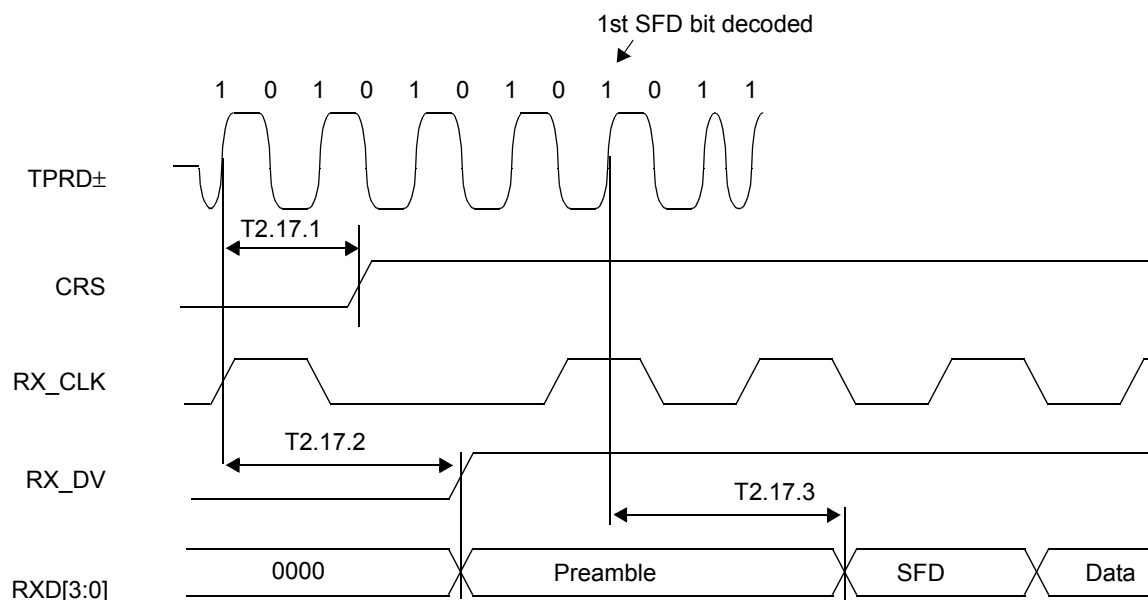 1st SFD bit decoded
1 0 1 0 1 0 1 0 1 0 1 1
TPRD±
T2.17.1
CRS
RX_CLK
T2.17.2
RX_DV
T2.17.3
RXD[3:0]
0000
Preamble
SFD
Data